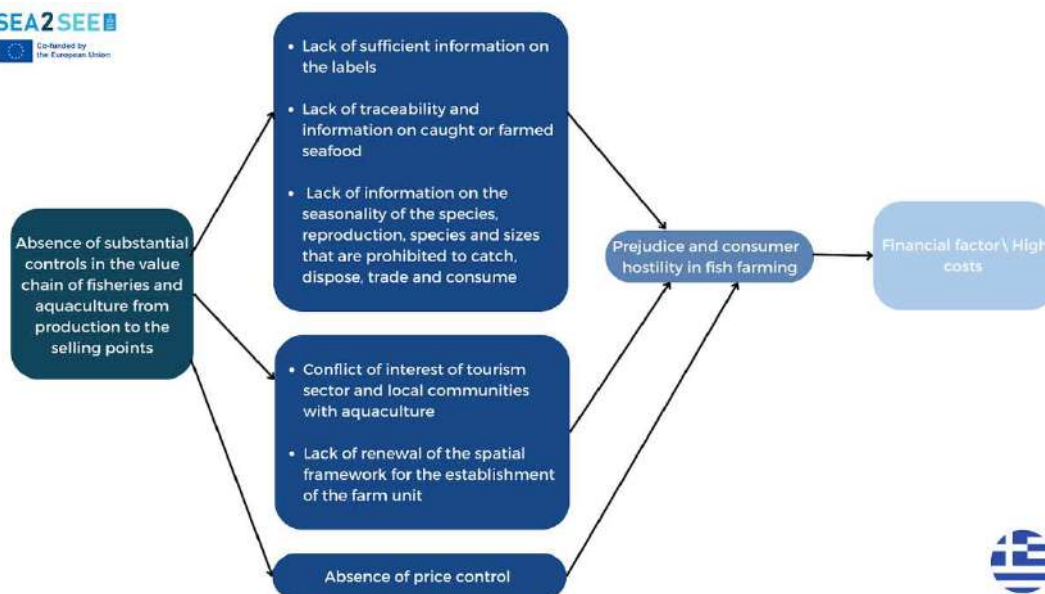 SEA2SEE
Co-funded by
the European Union
• Lack of sufficient information on
the labels
• Lack of traceability and
information on caught or farmed
seafood
• Lack of information on the
seasonality of the species,
reproduction, species and sizes
that are prohibited to catch,
dispose, trade and consume
Absence of substantial
controls in the value
chain of fisheries and
aquaculture from
production to the
selling points
Prejudice and consumer
hostility in fish farming
Financial factor\ High
costs
• Conflict of interest of tourism
sector and local communities
with aquaculture
• Lack of renewal of the spatial
framework for the establishment
of the farm unit
Absence of price control